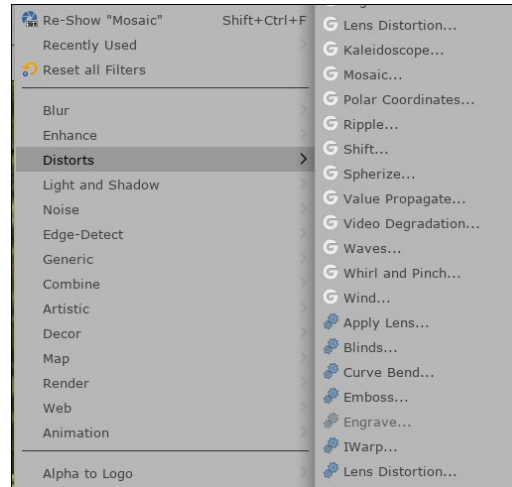 Re-Show "Mosaic" Shift+Ctrl+F
Recently Used
Reset all Filters
Blur
Enhance
Distorts
Light and Shadow
Noise
Edge-Detect
Generic
Combine
Artistic
Decor
Map
Render
Web
Animation
Alpha to Logo
Lens Distortion...
Kaleidoscope...
Mosaic...
Polar Coordinates...
Ripple...
Shift...
Spherize...
Value Propagate...
Video Degradation...
Waves...
Whirl and Pinch...
Wind...
Apply Lens...
Blinds...
Curve Bend...
Emboss...
Engrave...
IWarp...
Lens Distortion...